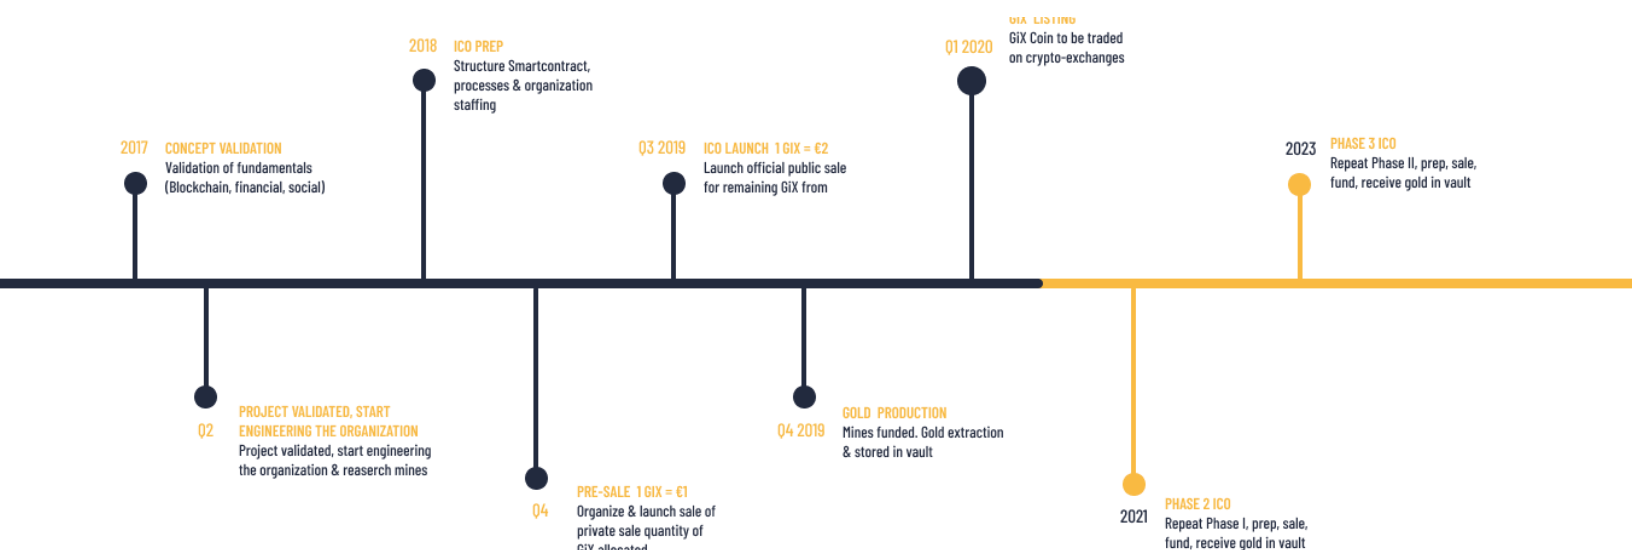 2017
CONCEPT VALIDATION
Validation of fundamentals
(Blockchain, financial, social)
Q2
PROJECT VALIDATED, START
ENGINEERING THE ORGANIZATION
Project validated, start engineering
the organization & reaserch mines
2018
ICO PREP
Structure Smartcontract,
processes & organization
staffing
Q4
PRE-SALE 1 GIX = €1
Organize & launch sale of
private sale quantity of
GiX allocated
Q3 2019
ICO LAUNCH 1 GIX = €2
Launch official public sale
for remaining GiX from
Q4 2019
GOLD PRODUCTION
Mines funded. Gold extraction
& stored in vault
Q1 2020
GIX LISTING
GiX Coin to be traded
on crypto-exchanges
2021
PHASE 2 ICO
Repeat Phase I, prep, sale,
fund, receive gold in vault
2023
PHASE 3 ICO
Repeat Phase II, prep, sale,
fund, receive gold in vault